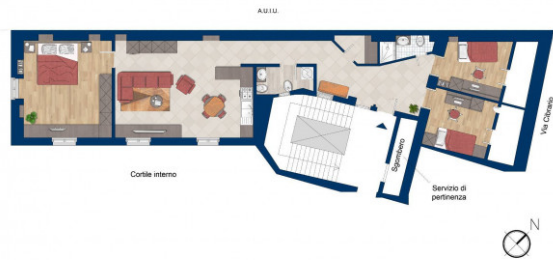 A.U.I.U.
Via Cibrario
Cortile interno
Sgombero
Servizio di
pertinenza
N